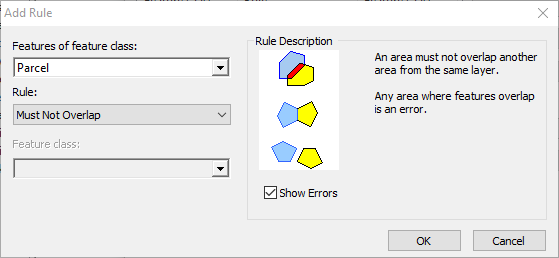 Add Rule
Features of feature class:
Parcel
Rule:
Must Not Overlap
Feature class:
Rule Description
An area must not overlap another
area from the same layer.
Any area where features overlap
is an error.
Show Errors
OK
Cancel